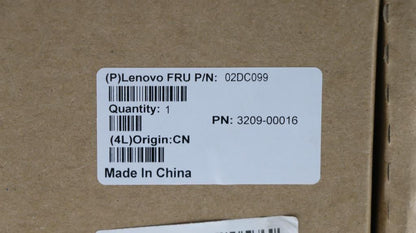 (P)Lenovo FRU P/N: 02DC099
Quantity: 1
PN: 3209-00016
(4L)Origin:CN
Made In China